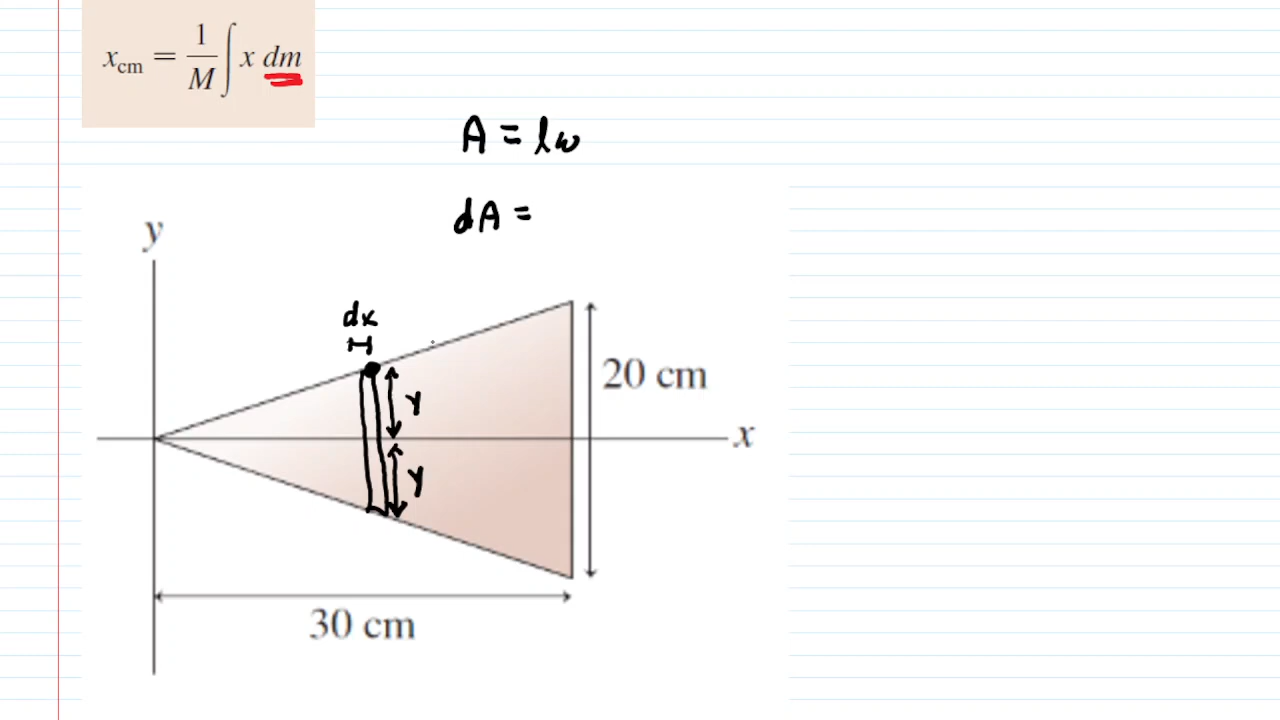 x_cm = 1/M ∫ x dm
A = lw
dA =
y
dx
20 cm
y
x
y
30 cm